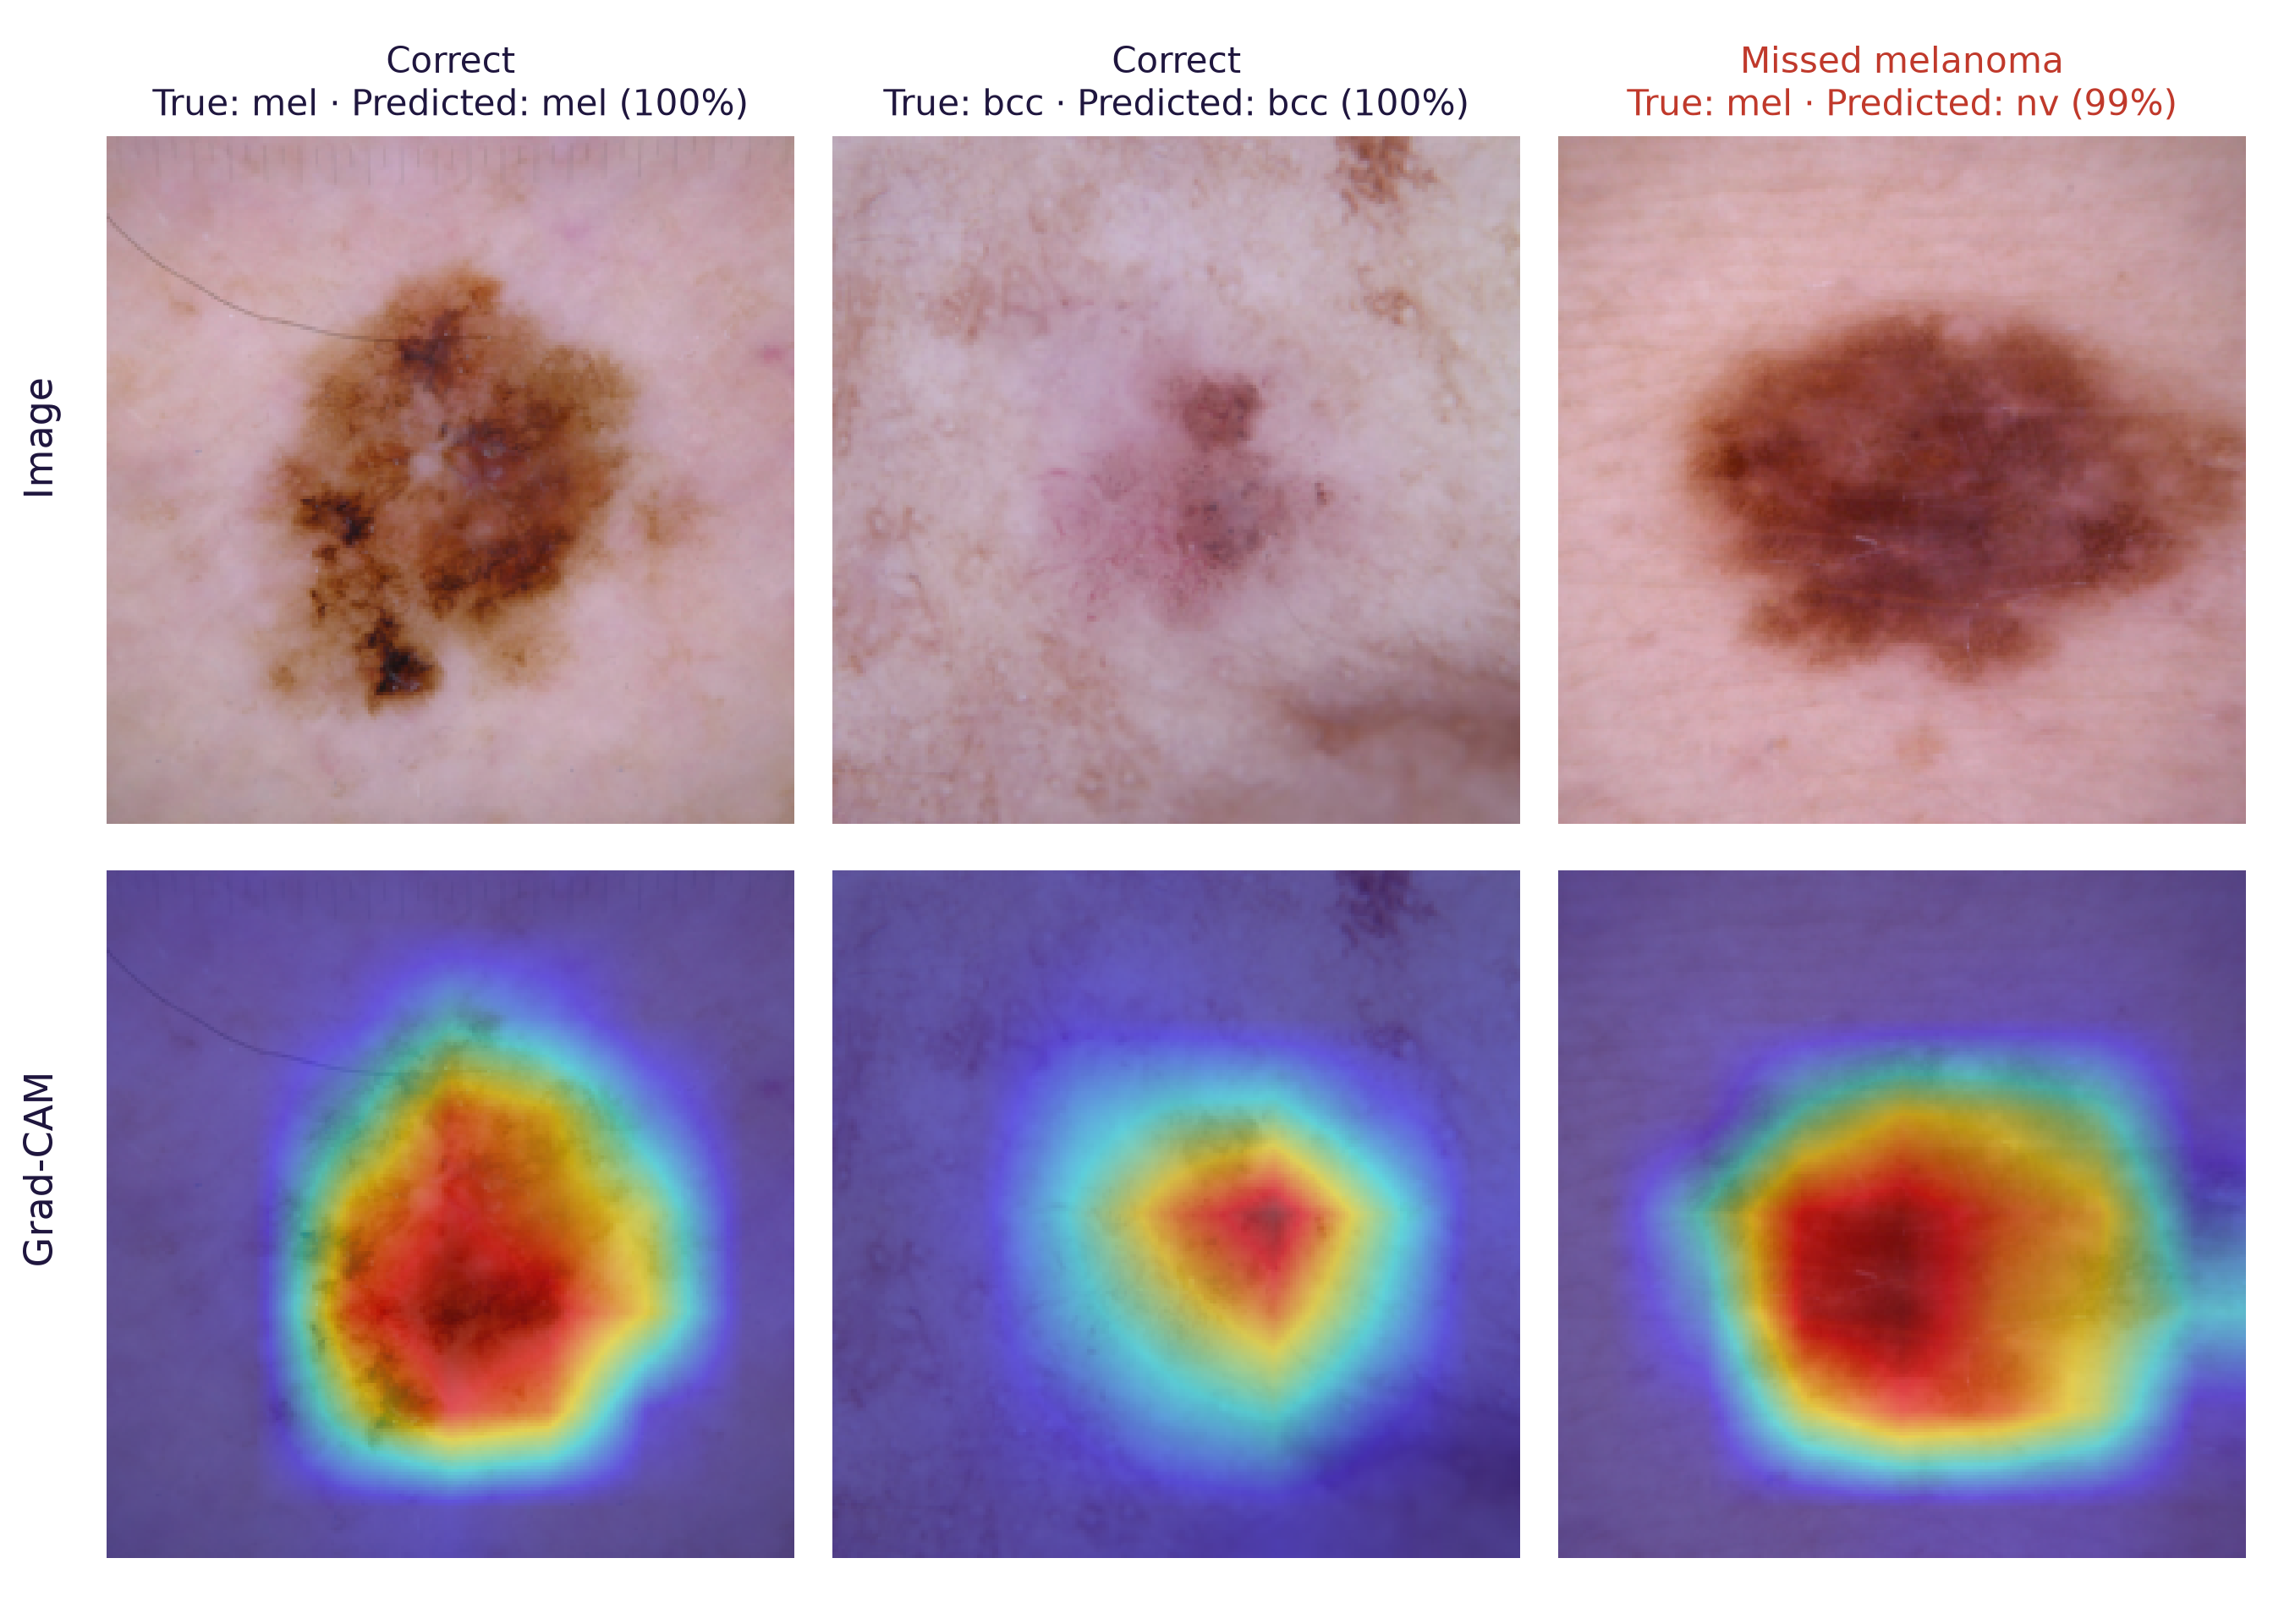 Correct
True: mel · Predicted: mel (100%)
Correct
True: bcc · Predicted: bcc (100%)
Missed melanoma
True: mel · Predicted: nv (99%)
Image
Grad-CAM